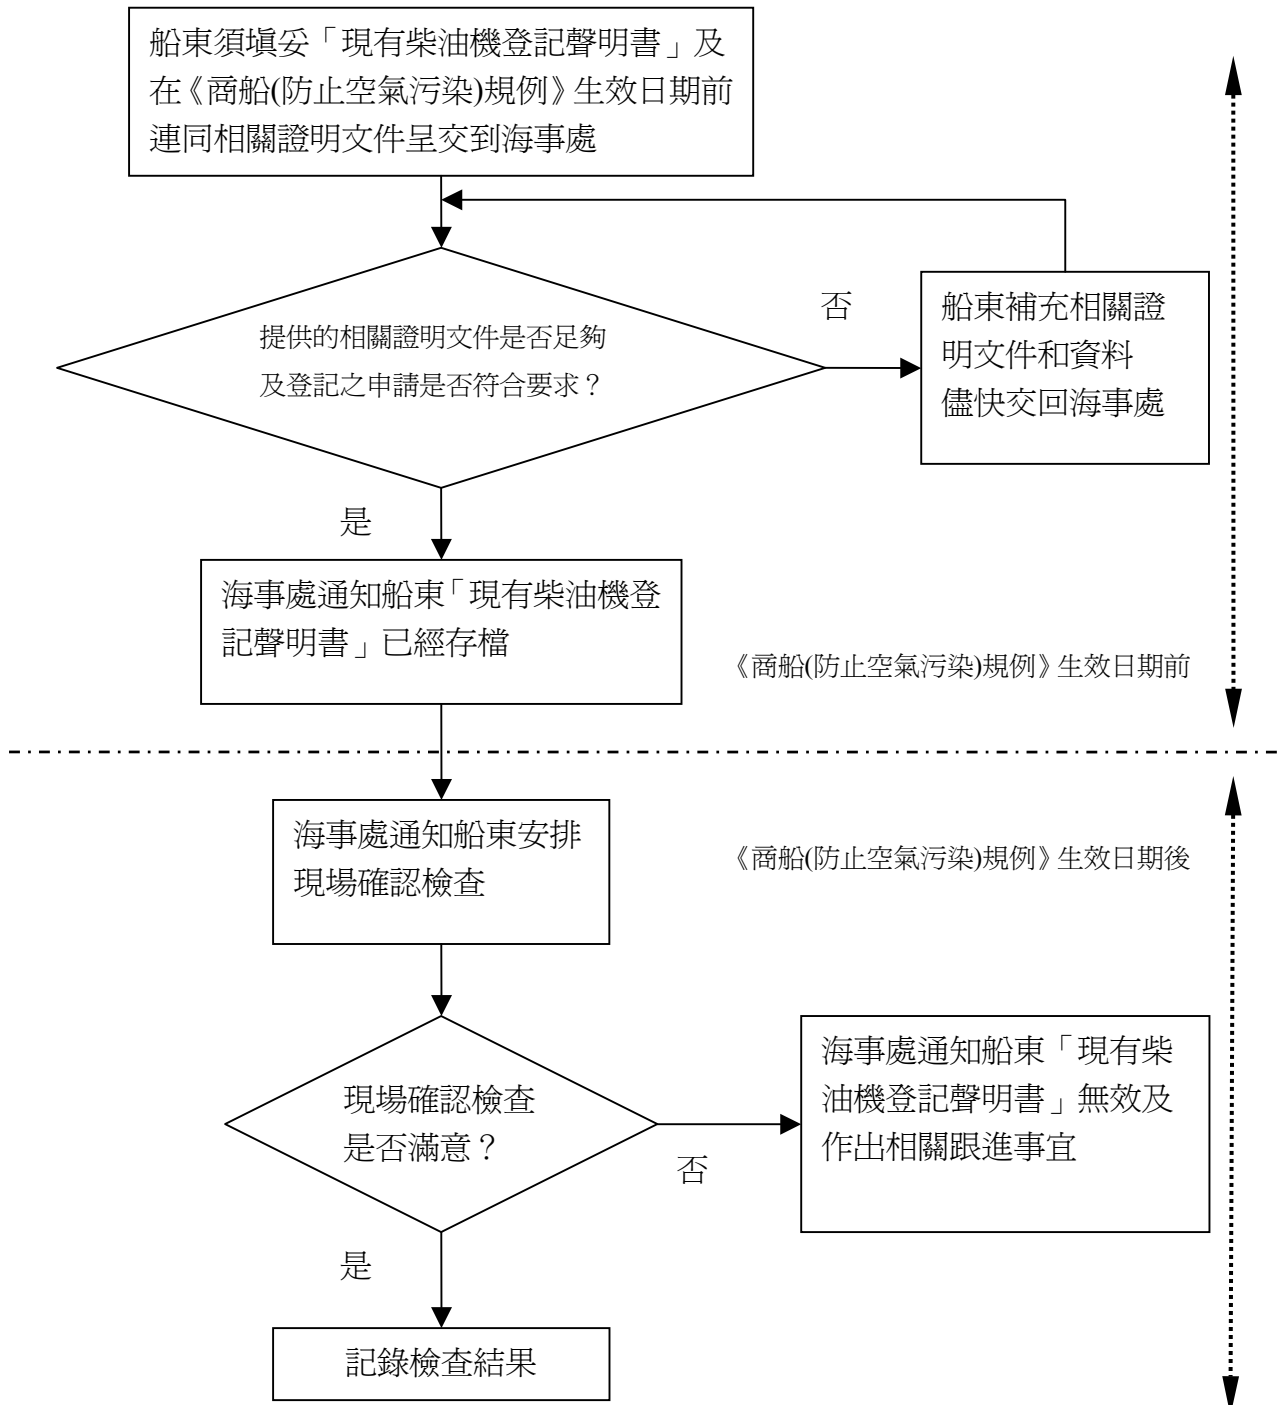 船東須塡妥「現有柴油機登記聲明書」及
在《商船(防止空氣污染)規例》生效日期前
連同相關證明文件呈交到海事處
提供的相關證明文件是否足夠
及登記之申請是否符合要求？
否
船東補充相關證
明文件和資料
儘快交回海事處
是
海事處通知船東「現有柴油機登
記聲明書」已經存檔
《商船(防止空氣污染)規例》生效日期前
海事處通知船東安排
現場確認檢查
《商船(防止空氣污染)規例》生效日期後
現場確認檢查
是否滿意？
否
海事處通知船東「現有柴
油機登記聲明書」無效及
作出相關跟進事宜
是
記錄檢查結果